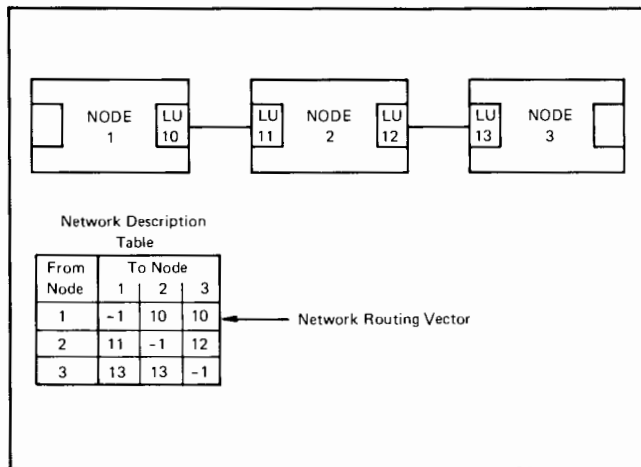 NODE 1
LU 10
LU 11
NODE 2
LU 12
LU 13
NODE 3
Network Description
Table
From Node To Node
1 2 3
1 -1 10 10
Network Routing Vector
2 11 -1 12
3 13 13 -1